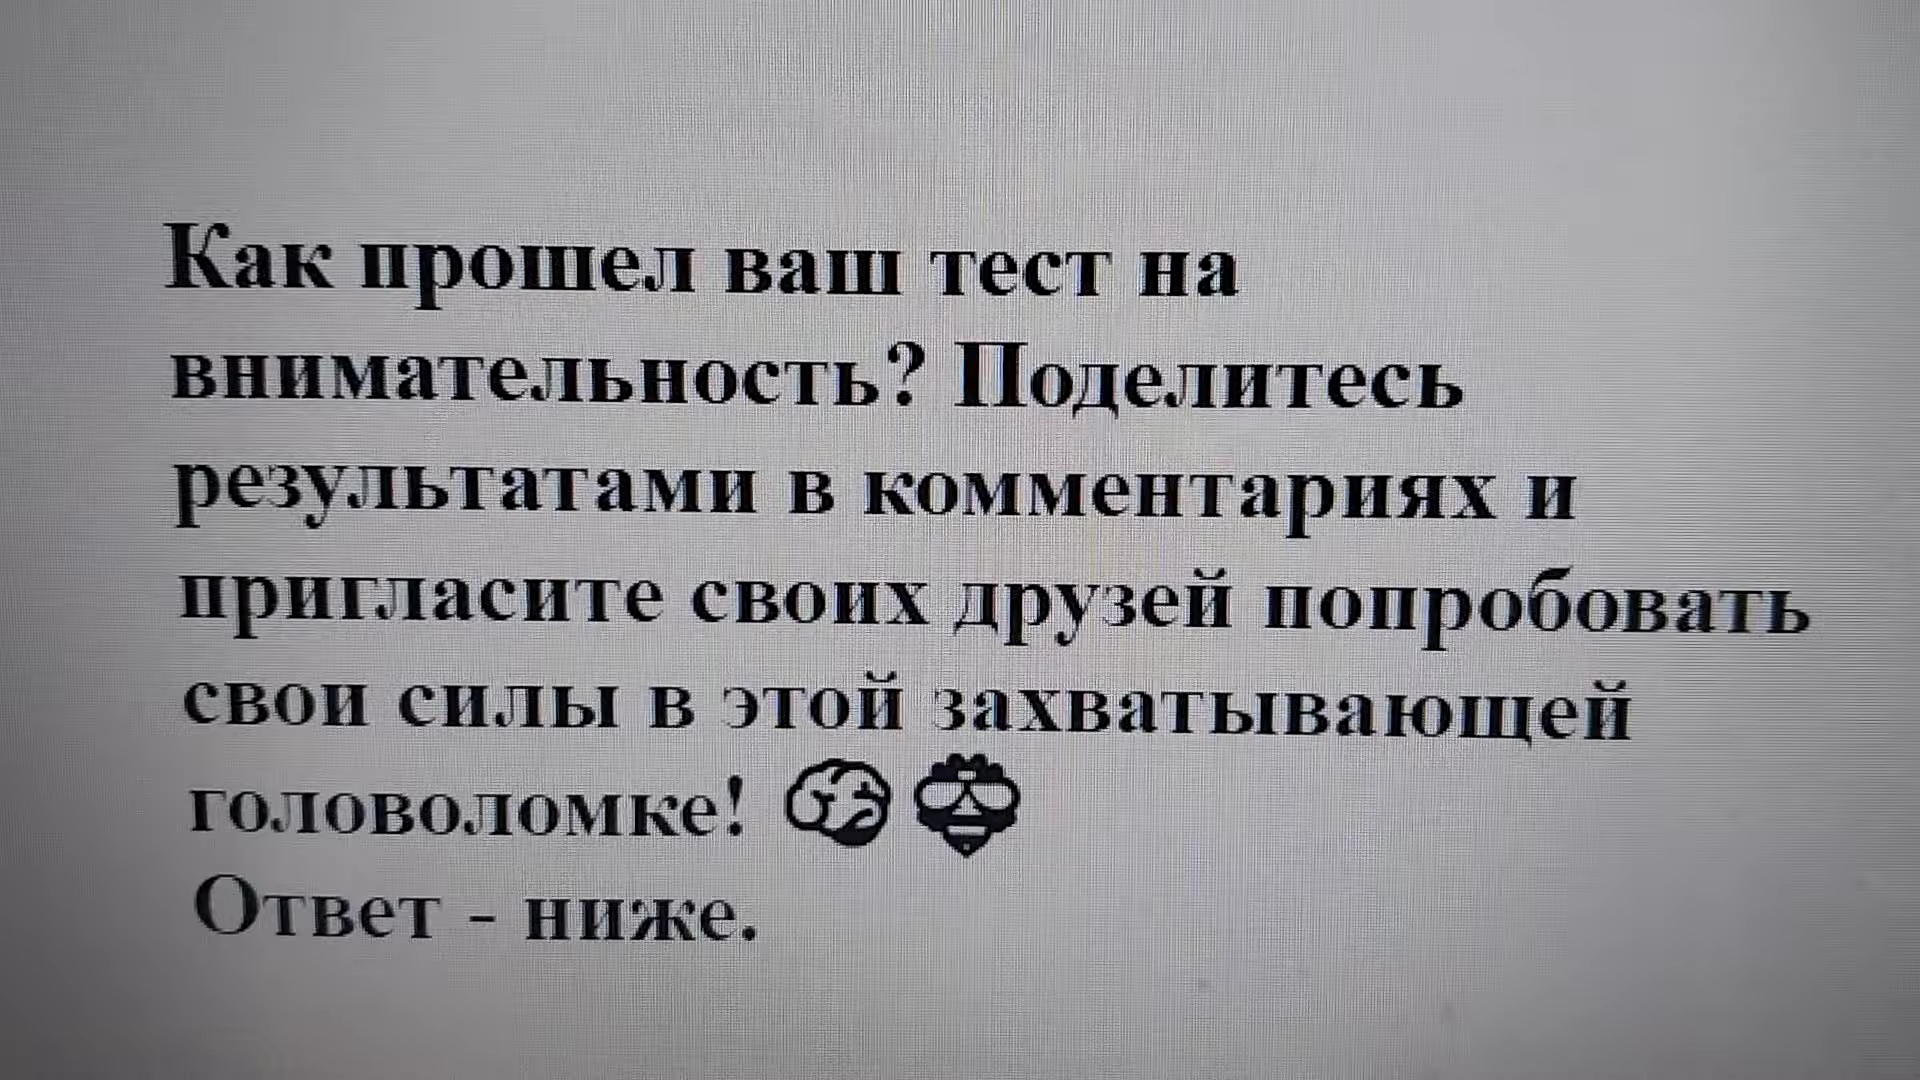 Как прошел ваш тест на
внимательность? Поделитесь
результатами в комментариях и
пригласите своих друзей попробовать
свои силы в этой захватывающей
головоломке!
Ответ - ниже.